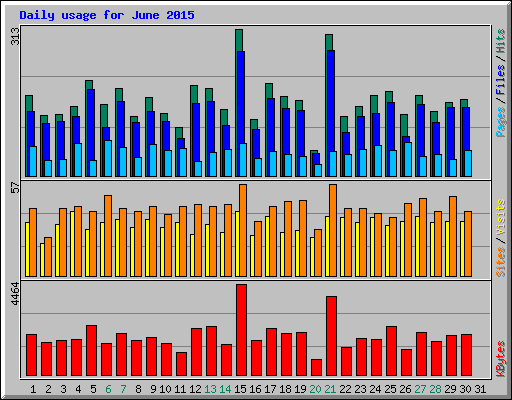 Daily usage for June 2015
313
Pages / Files / Hits
57
Sites / Visits
4464
KBytes
1 2 3 4 5 6 7 8 9 10 11 12 13 14 15 16 17 18 19 20 21 22 23 24 25 26 27 28 29 30 31